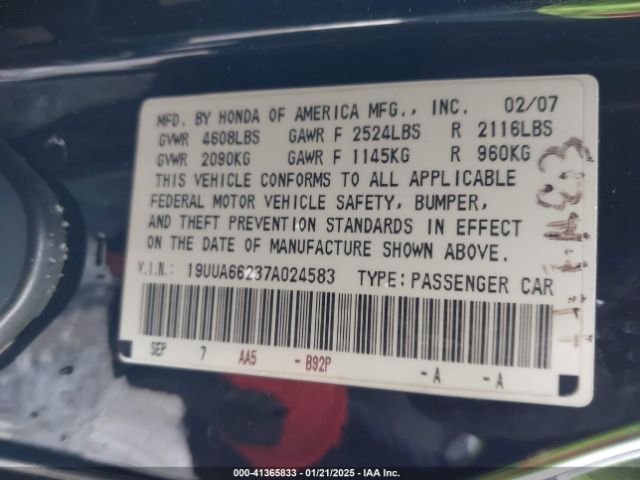 MFD. BY HONDA OF AMERICA MFG., INC. 02/07
GVWR 4608LBS GAWR F 2524LBS R 2116LBS
GVWR 2090KG GAWR F 1145KG R 960KG
THIS VEHICLE CONFORMS TO ALL APPLICABLE
FEDERAL MOTOR VEHICLE SAFETY, BUMPER,
AND THEFT PREVENTION STANDARDS IN EFFECT
ON THE DATE OF MANUFACTURE SHOWN ABOVE.
V.I.N.: 19UUA66237A024583 TYPE:PASSENGER CAR
SEP 7 AA5 - B92P -A -A
000-41365833 - 01/21/2025 - IAA Inc.